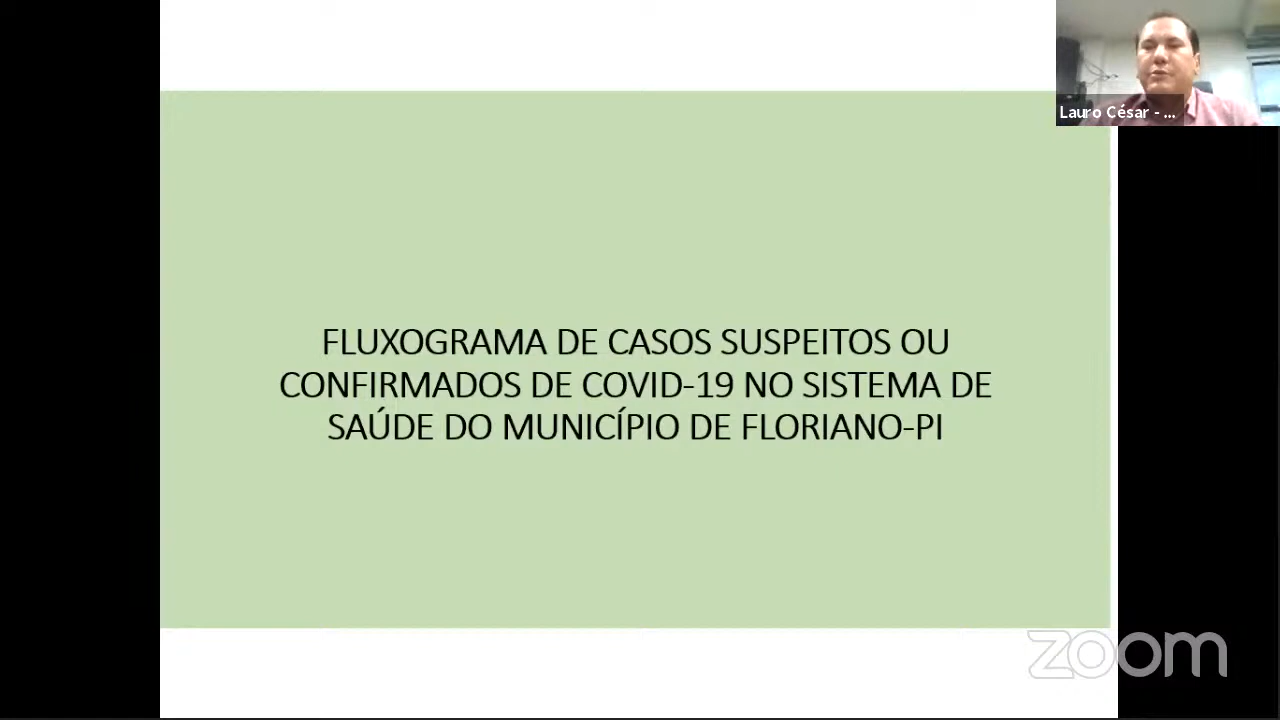 Lauro César - ...
FLUXOGRAMA DE CASOS SUSPEITOS OU
CONFIRMADOS DE COVID-19 NO SISTEMA DE
SAÚDE DO MUNICÍPIO DE FLORIANO-PI
zoom